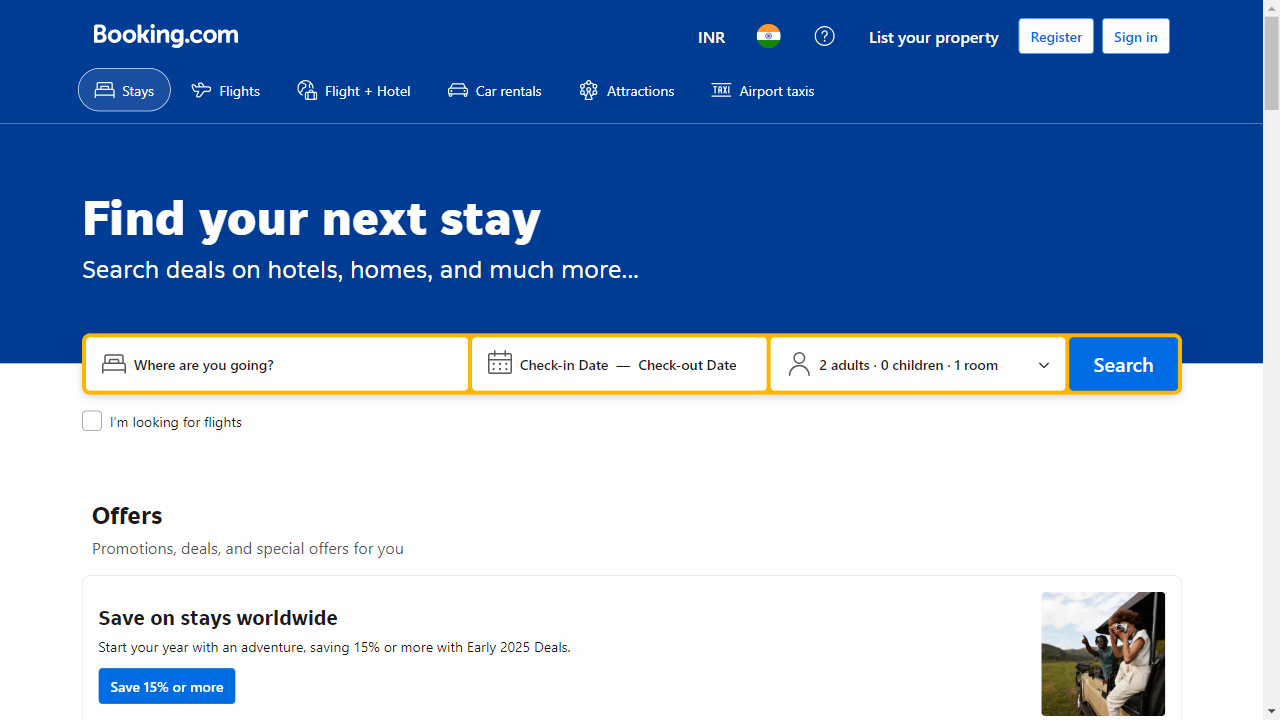 Booking.com
INR
List your property
Register
Sign in
Stays
Flights
Flight + Hotel
Car rentals
TAXI
Attractions
Airport taxis
Find your next stay
Search deals on hotels, homes, and much more...
Where are you going?
Check-in Date — Check-out Date
2 adults · 0 children · 1 room
Search
I'm looking for flights
Offers
Promotions, deals, and special offers for you
Save on stays worldwide
Start your year with an adventure, saving 15% or more with Early 2025 Deals.
Save 15% or more